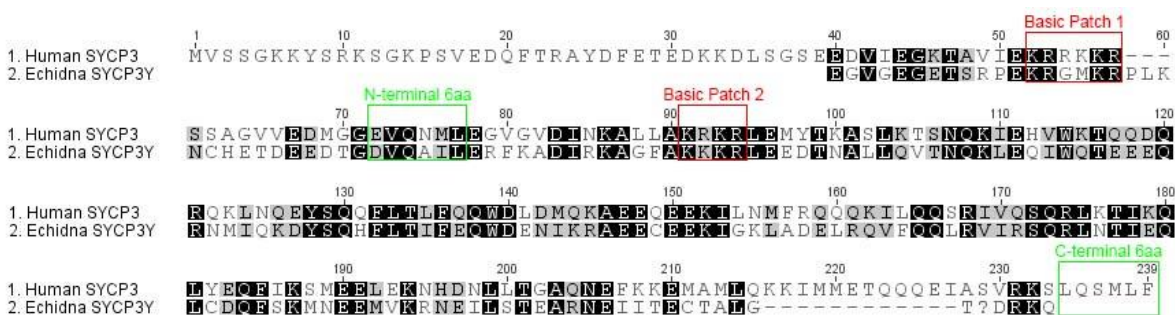 Basic Patch 1
1 10 20 30 40 50 60
1. Human SYCP3 MVSSGKKYSRKSGKPSVEDQFTRAYDFETEDKKDLSGSEEDVIEGKTAVIEKRRKKR---
2. Echidna SYCP3Y EGVGEGETSRPEKRGMKRPLK
N-terminal 6aa Basic Patch 2
70 80 90 100 110 120
1. Human SYCP3 SSAGVVEDMGGEVQNMLEGVGVDINKALLAKRKRLEMYTKASLKTSNQKIEHVWKTQQDQ
2. Echidna SYCP3Y NCHETDEEDTGDVQAILERFKADIRKAGFAKKKRLEEDTNALLQVTNQKLEQIWQTEEEQ
130 140 150 160 170 180
1. Human SYCP3 RQKLNQEYSQQFLTLFQQWDLDMQKAEEQEEKILNMFRQQQKILQQSRIVQSQRLKTIKQ
2. Echidna SYCP3Y RNMIQKDYSQHFLTIFEQWDENIKRAEECEEKIGKLADELRQVFQQLRVIRSQRLNTIEQ
C-terminal 6aa
190 200 210 220 230 239
1. Human SYCP3 LYEQFIKSMEELEKNHDNLLTGAQNEFKKEMAMLQKKIMMETQQQEIASVRKSLQSMLF
2. Echidna SYCP3Y LCDQFSKMNEEMVKRNEILSTEARNEIITECTALG------------T?DRKQ